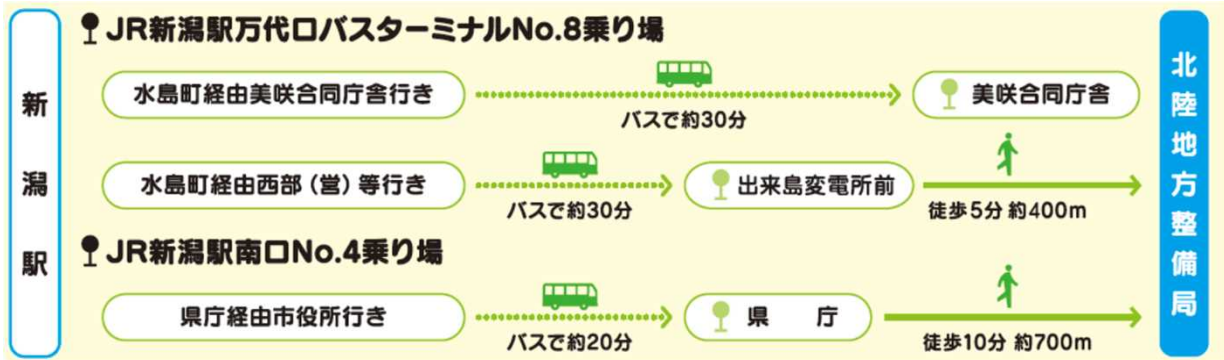 新潟駅
JR新潟駅万代口バスターミナルNo.8乗り場
水島町経由美咲合同庁舎行き
バスで約30分
美咲合同庁舎
水島町経由西部（営）等行き
バスで約30分
出来島変電所前
徒歩5分 約400m
JR新潟駅南口No.4乗り場
県庁経由市役所行き
バスで約20分
県　庁
徒歩10分 約700m
北陸地方整備局